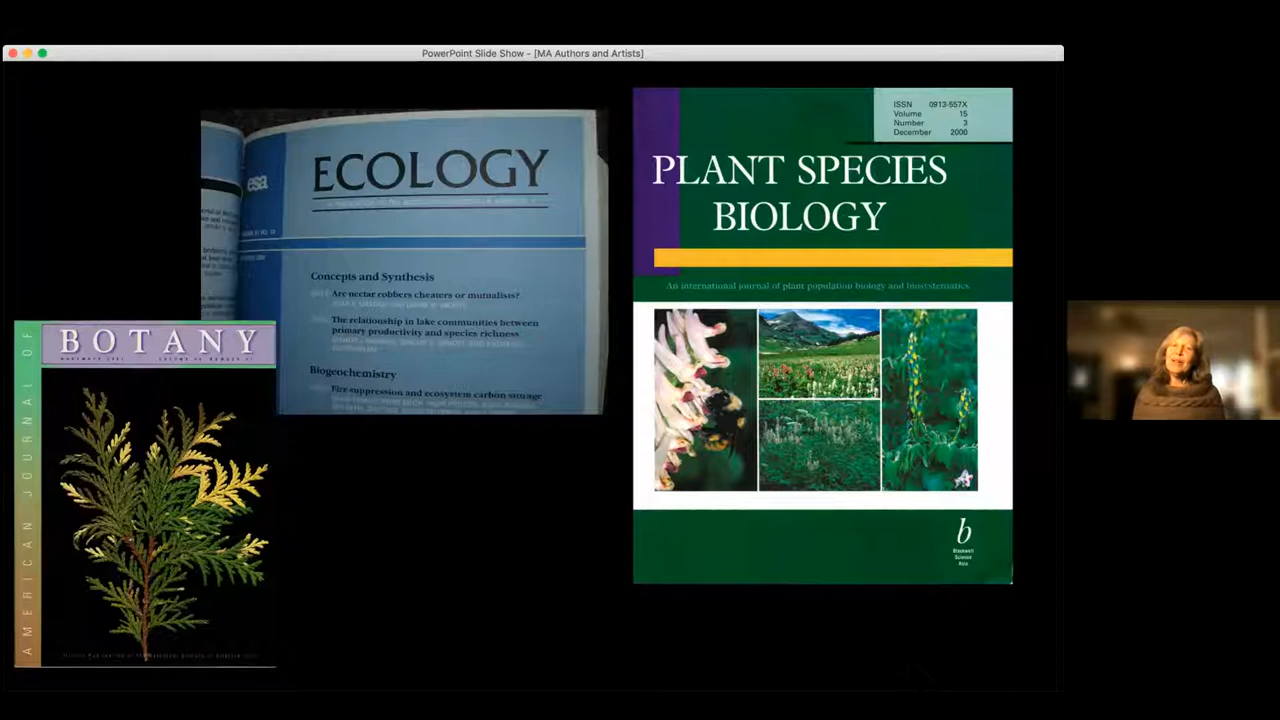 PowerPoint Slide Show - [MA Authors and Artists]
esa
ECOLOGY
Concepts and Synthesis
Are nectar robbers cheaters or mutualists?
The relationship in lake communities between
primary productivity and species richness
Biogeochemistry
Fire suppression and ecosystem carbon storage
AMERICAN JOURNAL OF
BOTANY
ISSN 0913-557X
Volume 15
Number 3
December 2000
PLANT SPECIES
BIOLOGY
An international journal of plant population biology and biosystematics
b
Blackwell
Science
Asia